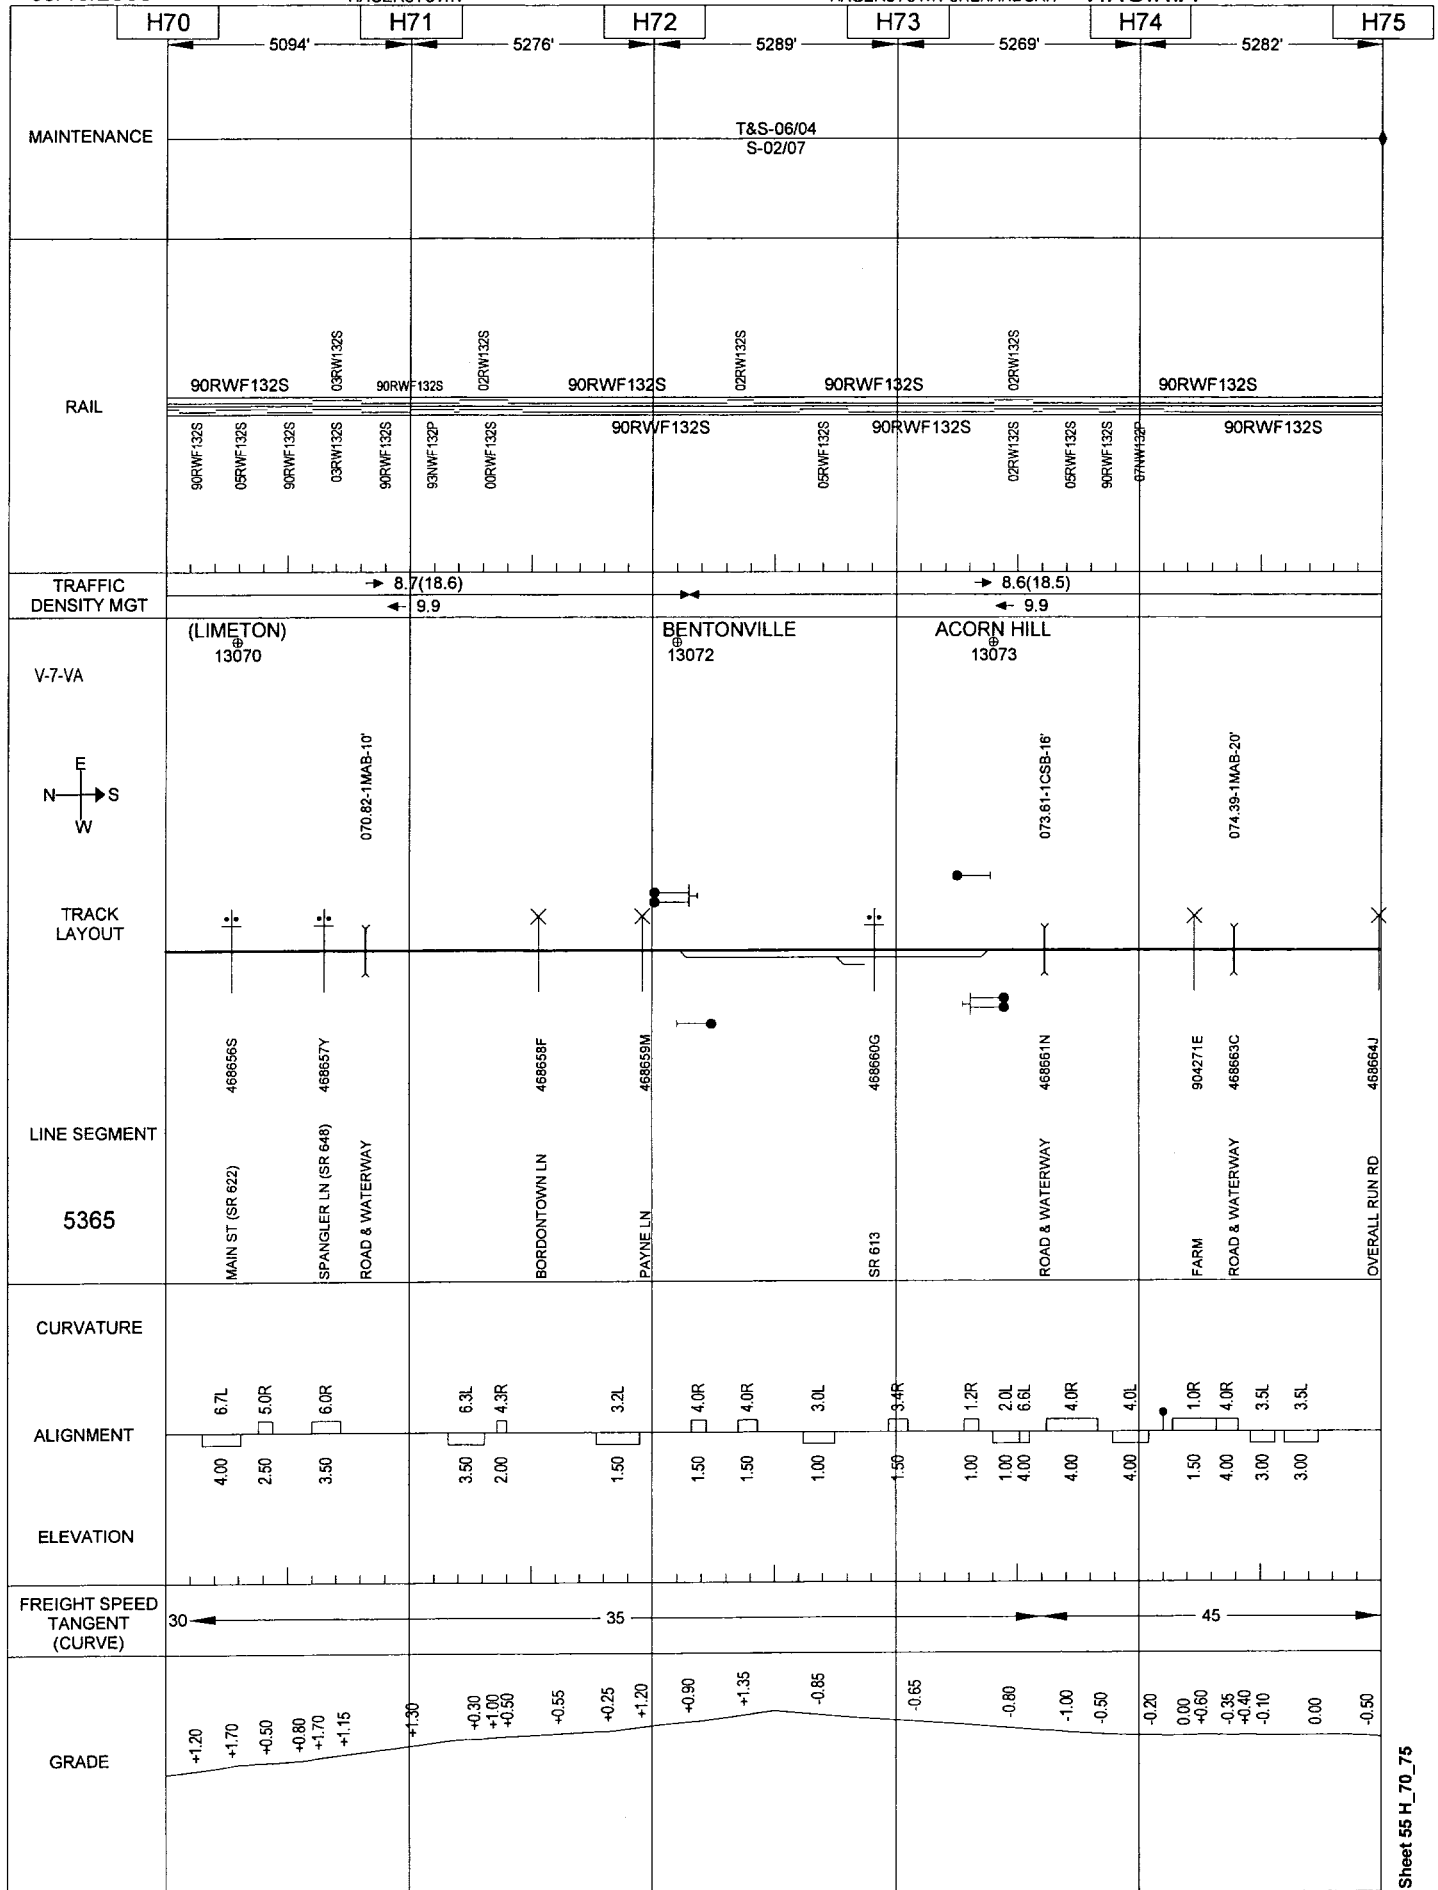 H70 H71 H72 H73 H74 H75
5094' 5276' 5289' 5269' 5282'
MAINTENANCE
T&S-06/04
S-02/07
RAIL
03RW132S 02RW132S 02RW132S 02RW132S
90RWF132S 90RWF132S 90RWF132S 90RWF132S 90RWF132S
90RWF132S 90RWF132S 90RWF132S
90RWF132S 05RWF132S 90RWF132S 03RW132S 90RWF132S 93NWF132P 00RWF132S 05RWF132S 02RW132S 05RWF132S 90RWF132S 07NW132P
TRAFFIC
DENSITY MGT
8.7(18.6) 8.6(18.5)
9.9 9.9
(LIMETON) BENTONVILLE ACORN HILL
13070 13072 13073
V-7-VA
E
N S
W
070.82-1MAB-10' 073.61-1CSB-16' 074.39-1MAB-20'
TRACK
LAYOUT
468656S 468657Y 468658F 468659M 468660G 468661N 904271E 468663C 468664J
LINE SEGMENT
5365
MAIN ST (SR 622)
SPANGLER LN (SR 648)
ROAD & WATERWAY
BORDONTOWN LN
PAYNE LN
SR 613
ROAD & WATERWAY
FARM
ROAD & WATERWAY
OVERALL RUN RD
CURVATURE
6.7L 5.0R 6.0R 6.3L 4.3R 3.2L 4.0R 4.0R 3.0L 3.4R 1.2R 2.0L 6.6L 4.0R 4.0L 1.0R 4.0R 3.5L 3.5L
ALIGNMENT
4.00 2.50 3.50 3.50 2.00 1.50 1.50 1.50 1.00 1.50 1.00 1.00 4.00 4.00 4.00 1.50 4.00 3.00 3.00
ELEVATION
FREIGHT SPEED
TANGENT
(CURVE)
30 35 45
GRADE
+1.20 +1.70 +0.50 +0.80 +1.70 +1.15 +1.30 +0.30 +1.00 +0.50 +0.55 +0.25 +1.20 +0.90 +1.35 -0.85 -0.65 -0.80 -1.00 -0.50 -0.20 0.00 +0.60 -0.35 +0.40 -0.10 0.00 -0.50
Sheet 55 H_70_75